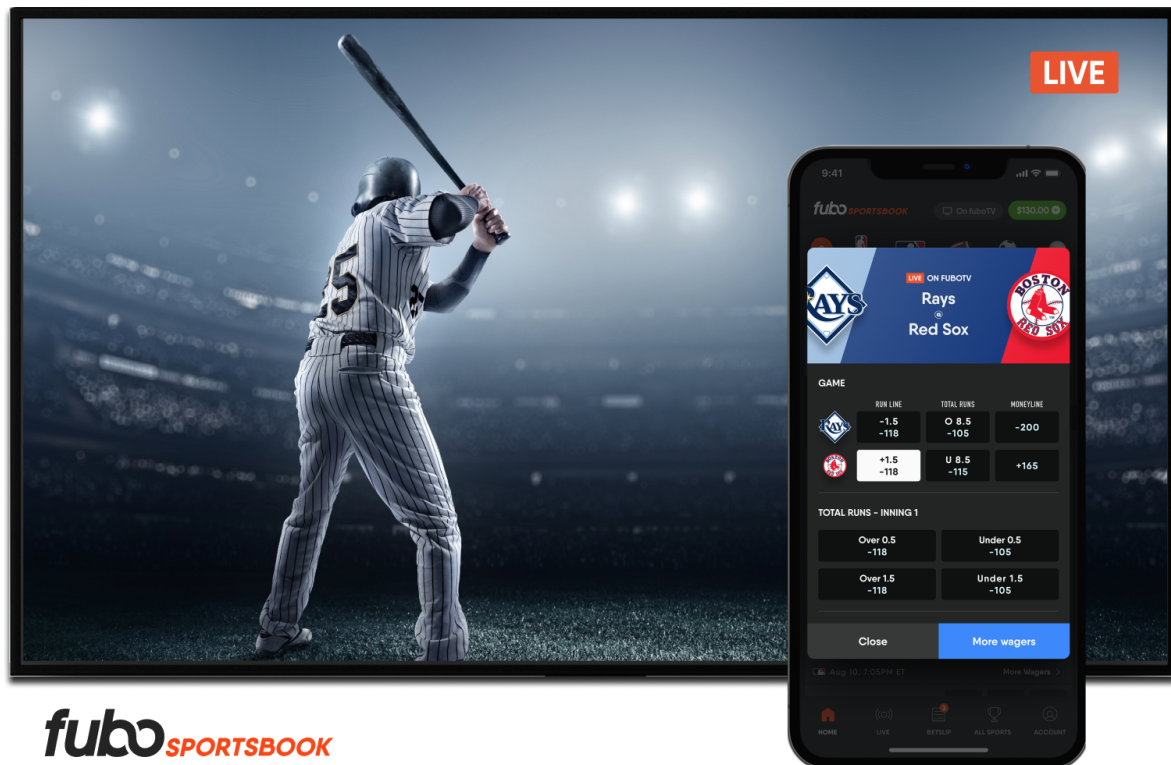 LIVE
25
9:41
fubo SPORTSBOOK
On fuboTV
$130.00
LIVE ON FUBOTV
RAYS
Rays
@
Red Sox
BOSTON
RED SOX
GAME
RUN LINE TOTAL RUNS MONEYLINE
RAYS
-1.5 O 8.5 -200
-118 -105
+1.5 U 8.5 +165
-118 -115
TOTAL RUNS - INNING 1
Over 0.5 Under 0.5
-118 -105
Over 1.5 Under 1.5
-118 -105
Close More wagers
Aug 10, 7:05PM ET More Wagers >
HOME LIVE BETSLIP ALL SPORTS ACCOUNT
fubo SPORTSBOOK